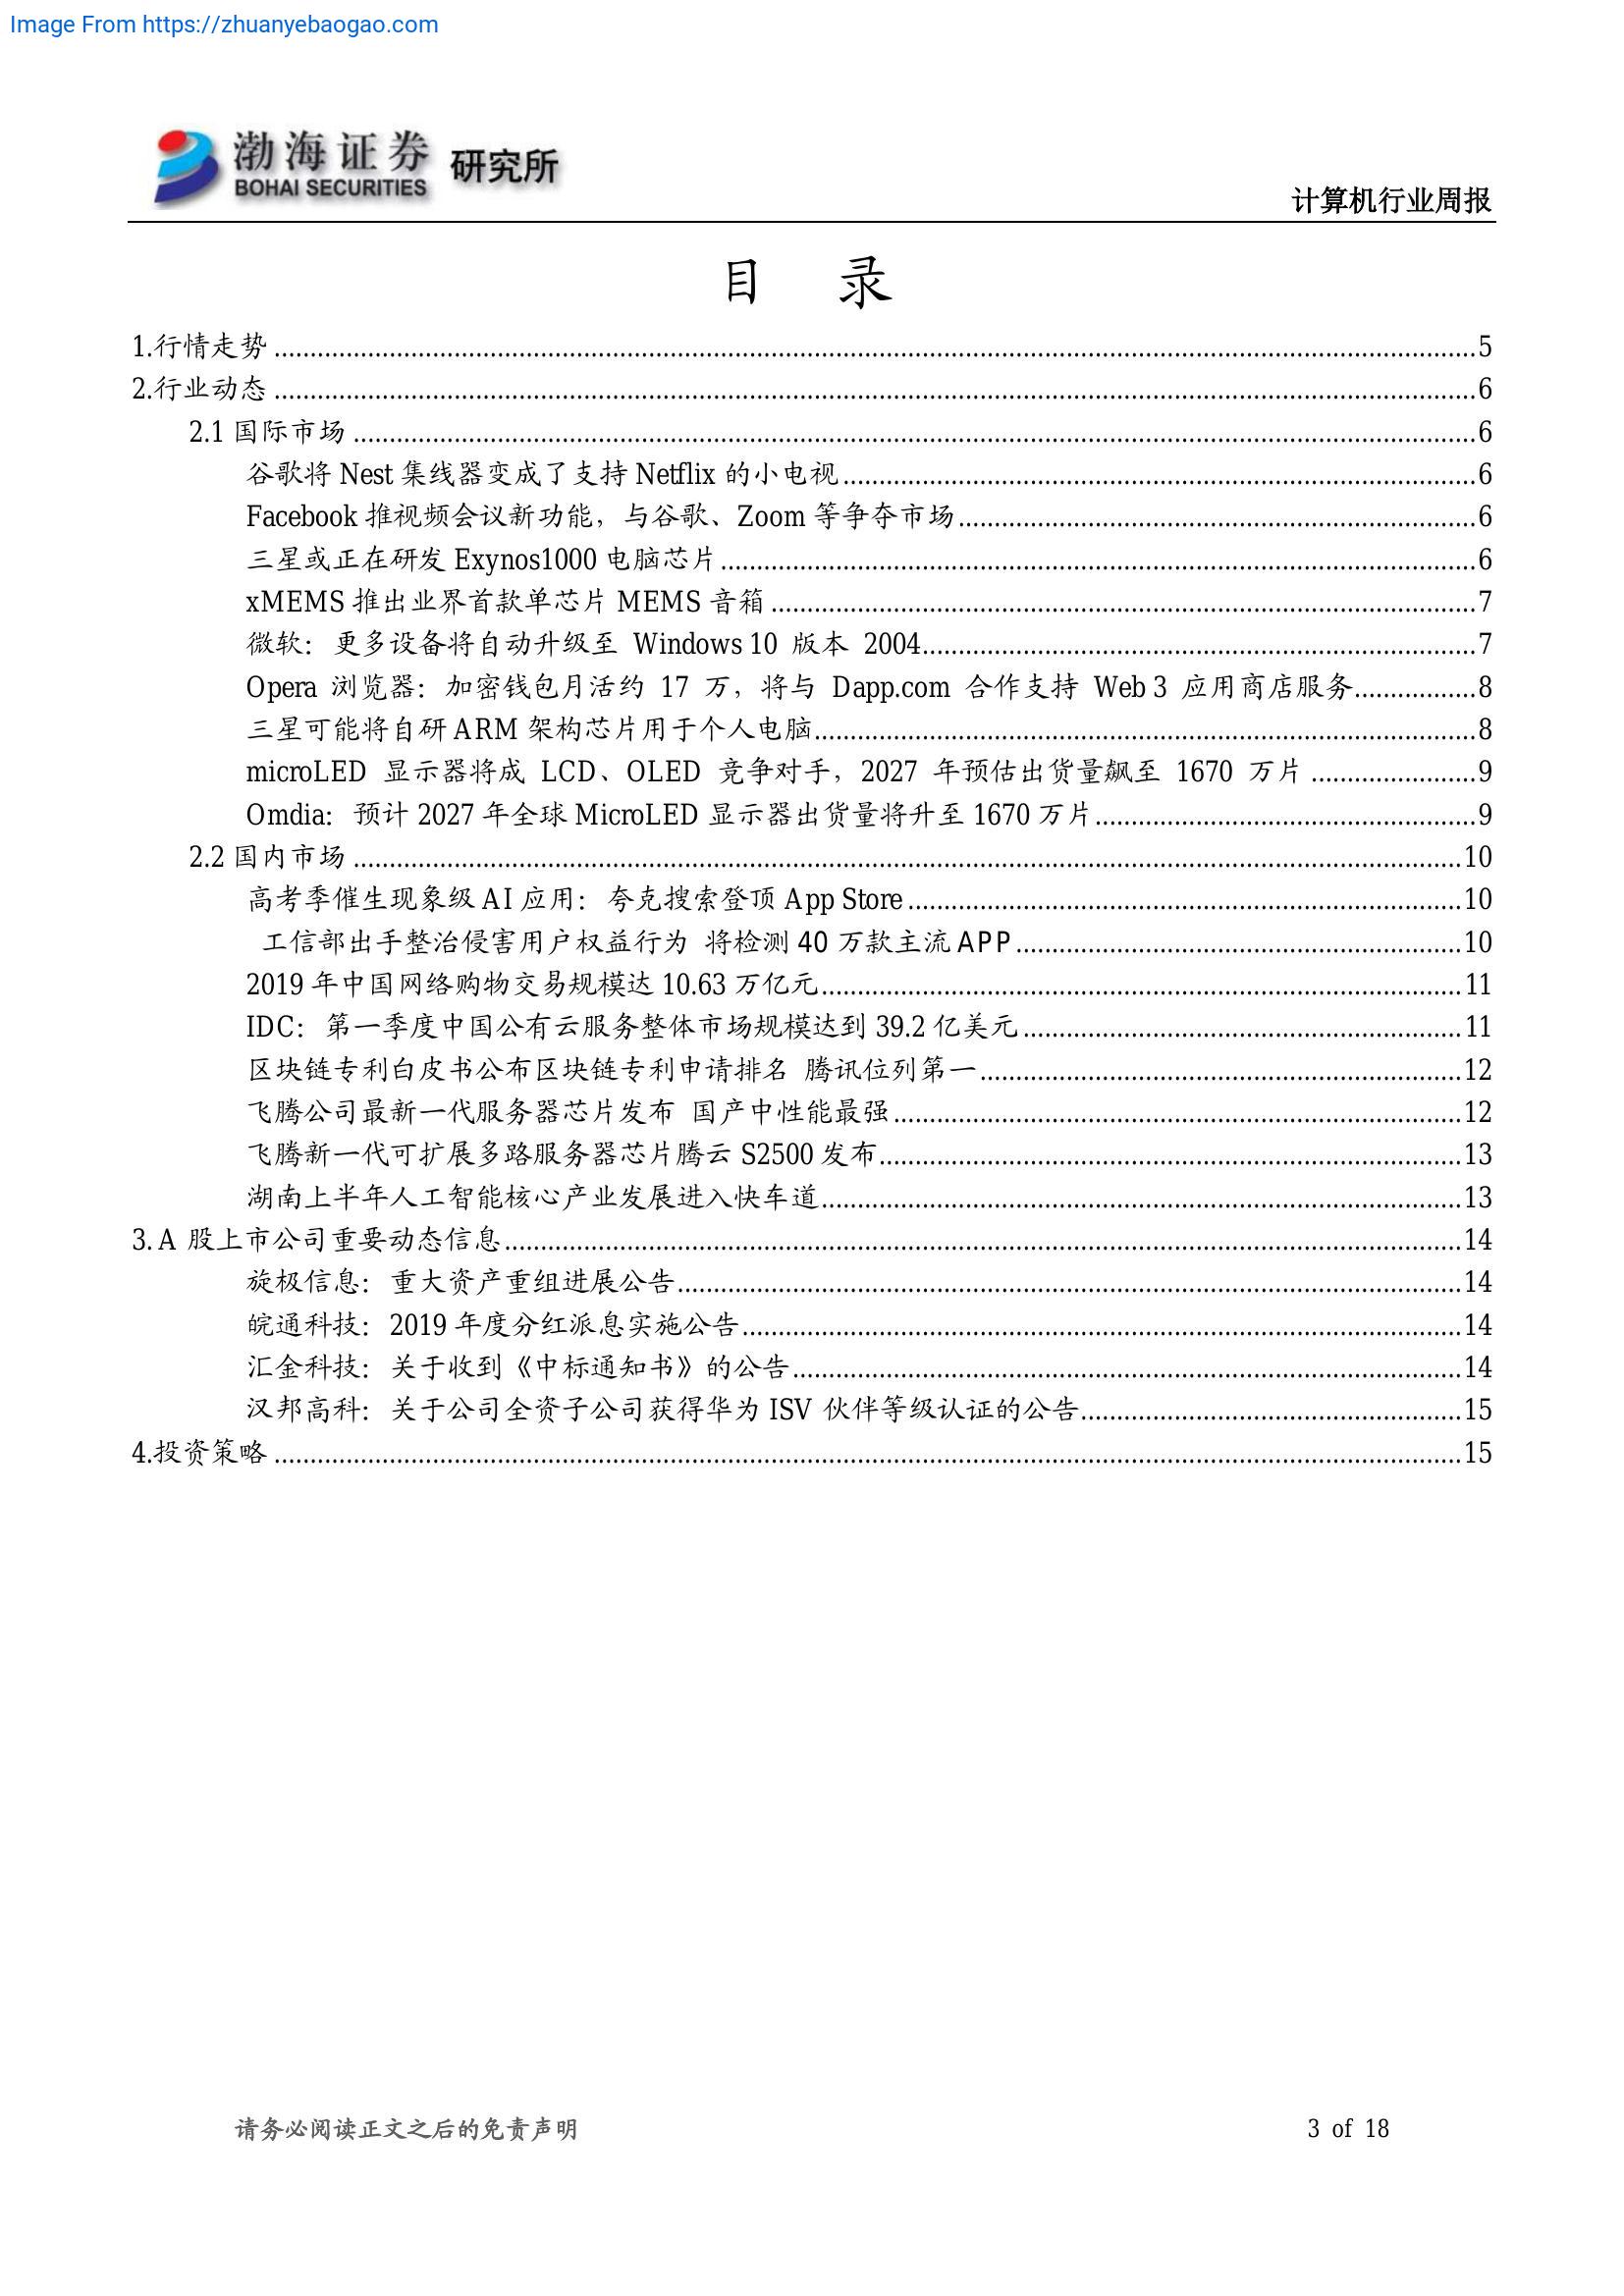 Image From https://zhuanyebaogao.com
渤海证券 研究所
BOHAI SECURITIES
计算机行业周报
目 录
1.行情走势 ........ 5
2.行业动态 ........ 6
2.1 国际市场 ........ 6
谷歌将 Nest 集线器变成了支持 Netflix 的小电视 ........ 6
Facebook 推视频会议新功能，与谷歌、Zoom 等争夺市场 ........ 6
三星或正在研发 Exynos1000 电脑芯片 ........ 6
xMEMS 推出业界首款单芯片 MEMS 音箱 ........ 7
微软：更多设备将自动升级至 Windows 10 版本 2004 ........ 7
Opera 浏览器：加密钱包月活约 17 万，将与 Dapp.com 合作支持 Web 3 应用商店服务 ........ 8
三星可能将自研 ARM 架构芯片用于个人电脑 ........ 8
microLED 显示器将成 LCD、OLED 竞争对手，2027 年预估出货量飙至 1670 万片 ........ 9
Omdia：预计 2027 年全球 MicroLED 显示器出货量将升至 1670 万片 ........ 9
2.2 国内市场 ........ 10
高考季催生现象级 AI 应用：夸克搜索登顶 App Store ........ 10
工信部出手整治侵害用户权益行为 将检测 40 万款主流 APP ........ 10
2019 年中国网络购物交易规模达 10.63 万亿元 ........ 11
IDC：第一季度中国公有云服务整体市场规模达到 39.2 亿美元 ........ 11
区块链专利白皮书公布区块链专利申请排名 腾讯位列第一 ........ 12
飞腾公司最新一代服务器芯片发布 国产中性能最强 ........ 12
飞腾新一代可扩展多路服务器芯片腾云 S2500 发布 ........ 13
湖南上半年人工智能核心产业发展进入快车道 ........ 13
3. A 股上市公司重要动态信息 ........ 14
旋极信息：重大资产重组进展公告 ........ 14
皖通科技：2019 年度分红派息实施公告 ........ 14
汇金科技：关于收到《中标通知书》的公告 ........ 14
汉邦高科：关于公司全资子公司获得华为 ISV 伙伴等级认证的公告 ........ 15
4.投资策略 ........ 15
请务必阅读正文之后的免责声明 3 of 18